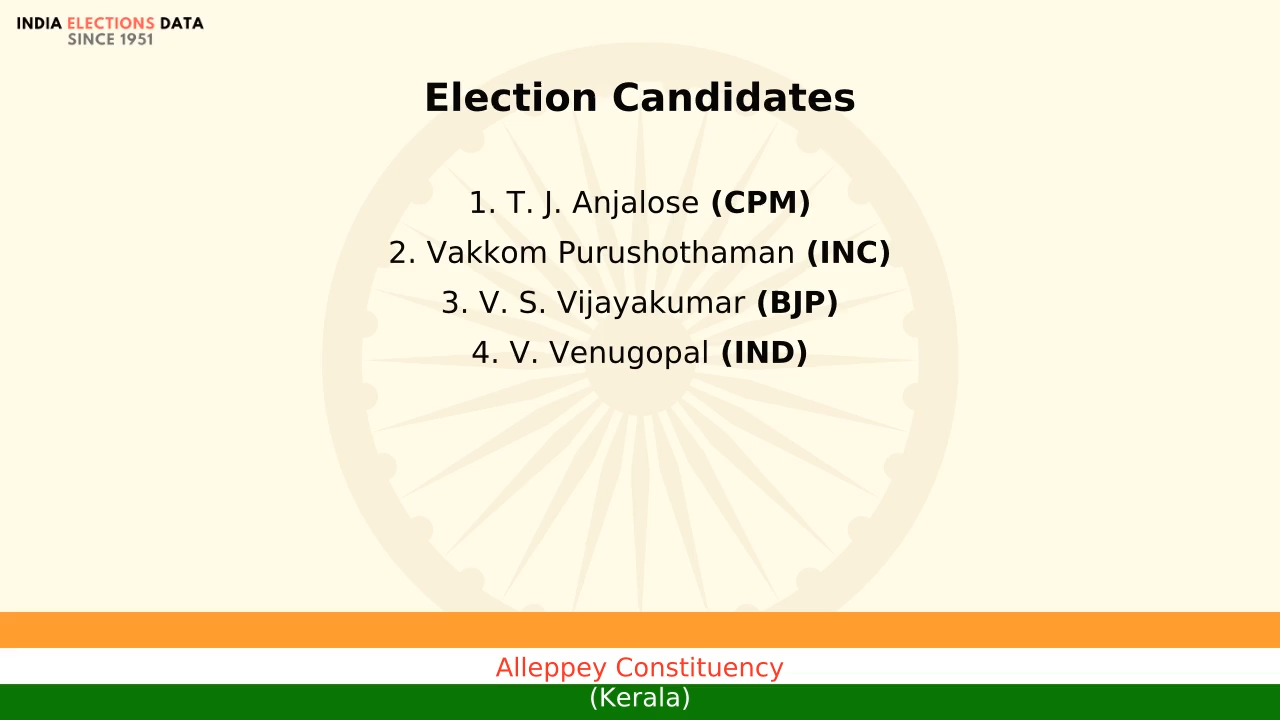 INDIA ELECTIONS DATA
SINCE 1951
Election Candidates
1. T. J. Anjalose (CPM)
2. Vakkom Purushothaman (INC)
3. V. S. Vijayakumar (BJP)
4. V. Venugopal (IND)
Alleppey Constituency
(Kerala)